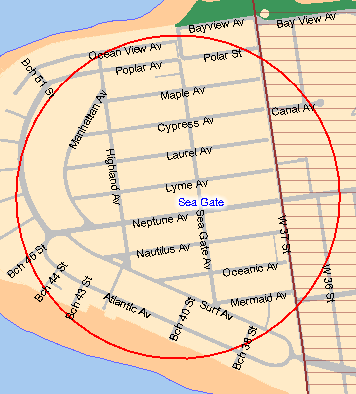 Bayview Av
Bay View Av
Ocean View Av
Polar St
Poplar Av
Bch 51 St
Maple Av
Canal Av
Manhattan Av
Cypress Av
Laurel Av
Highland Av
Lyme Av
Sea Gate
Neptune Av
Sea Gate Av
W 37 St
Nautilus Av
Bch 45 St
Oceanic Av
W 36 St
Bch 44 St
Bch 43 St
Atlantic Av
Mermaid Av
Surf Av
Bch 40 St
Bch 38 St